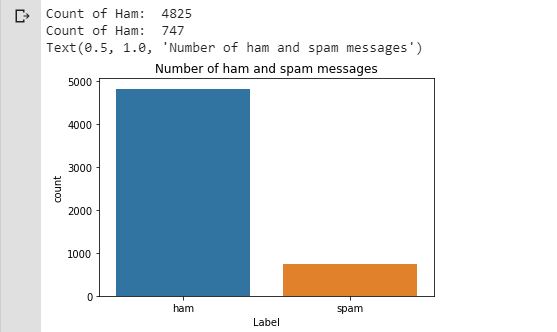 Count of Ham:  4825
Count of Ham:  747
Text(0.5, 1.0, 'Number of ham and spam messages')
Number of ham and spam messages
5000
4000
3000
2000
1000
0
count
ham spam
Label